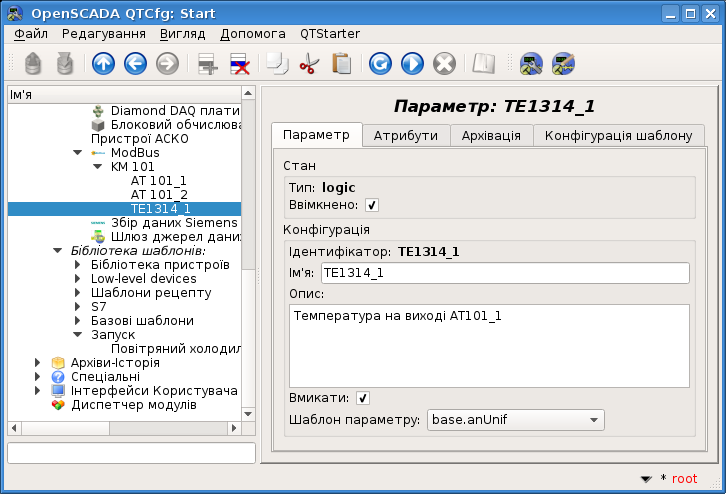 OpenSCADA QTCfg: Start
Файл Редагування Вигляд Допомога QTStarter
Ім'я
Diamond DAQ плати
Блоковий обчислюва
Пристрої АСКО
ModBus
KM 101
AT 101_1
AT 101_2
TE1314_1
Збір даних Siemens
Шлюз джерел дани
Бібліотека шаблонів:
Бібліотека пристроїв
Low-level devices
Шаблони рецепту
S7
Базові шаблони
Запуск
Повітряний холодил
Архіви-Історія
Спеціальні
Інтерфейси Користувача
Диспетчер модулів
Параметр: TE1314_1
Параметр Атрибути Архівація Конфігурація шаблону
Стан
Тип: logic
Ввімкнено:
Конфігурація
Ідентифікатор: TE1314_1
Ім'я: TE1314_1
Опис:
Температура на виході AT101_1
Вмикати:
Шаблон параметру: base.anUnif
* root